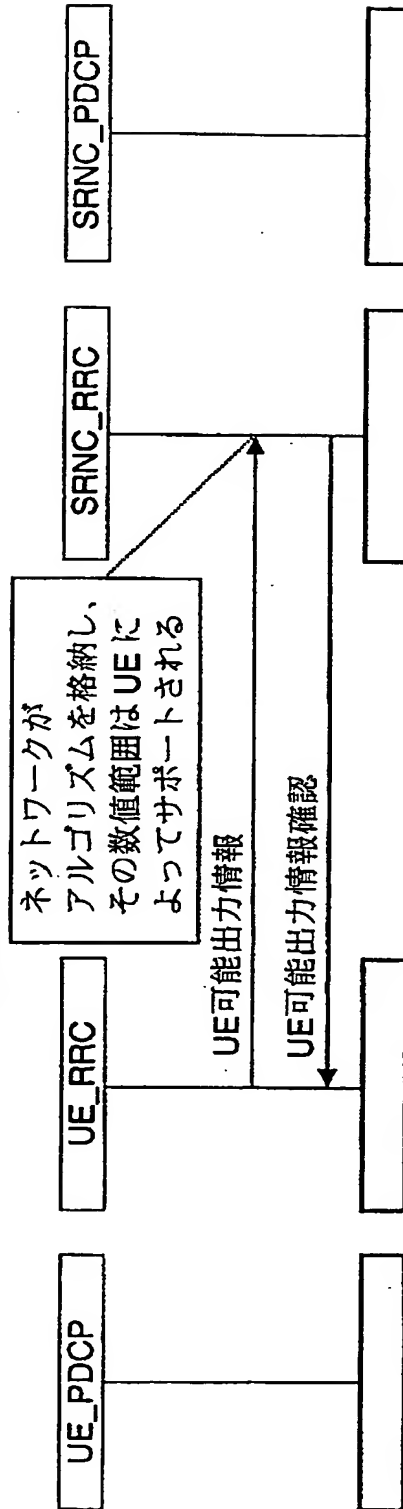 UE_PDCP
UE_RRC
SRNC_RRC
SRNC_PDCP
ネットワークが
アルゴリズムを格納し、
その数値範囲はUEに
よってサポートされる
UE可能出力情報
UE可能出力情報確認